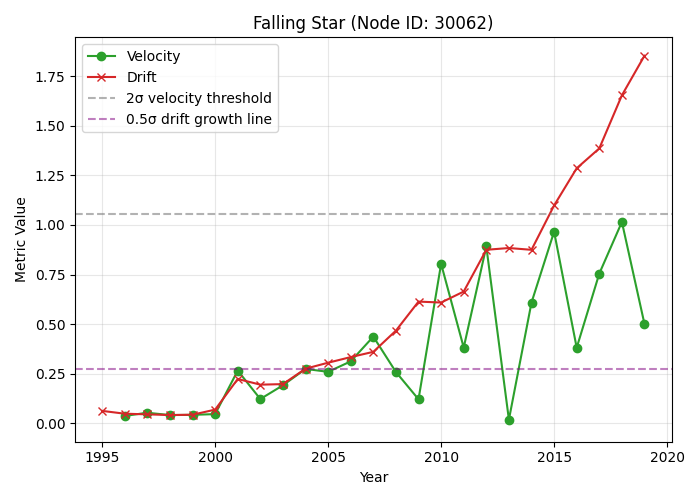 Falling Star (Node ID: 30062)
Velocity
Drift
2σ velocity threshold
0.5σ drift growth line
Metric Value
1.75
1.50
1.25
1.00
0.75
0.50
0.25
0.00
1995 2000 2005 2010 2015 2020
Year